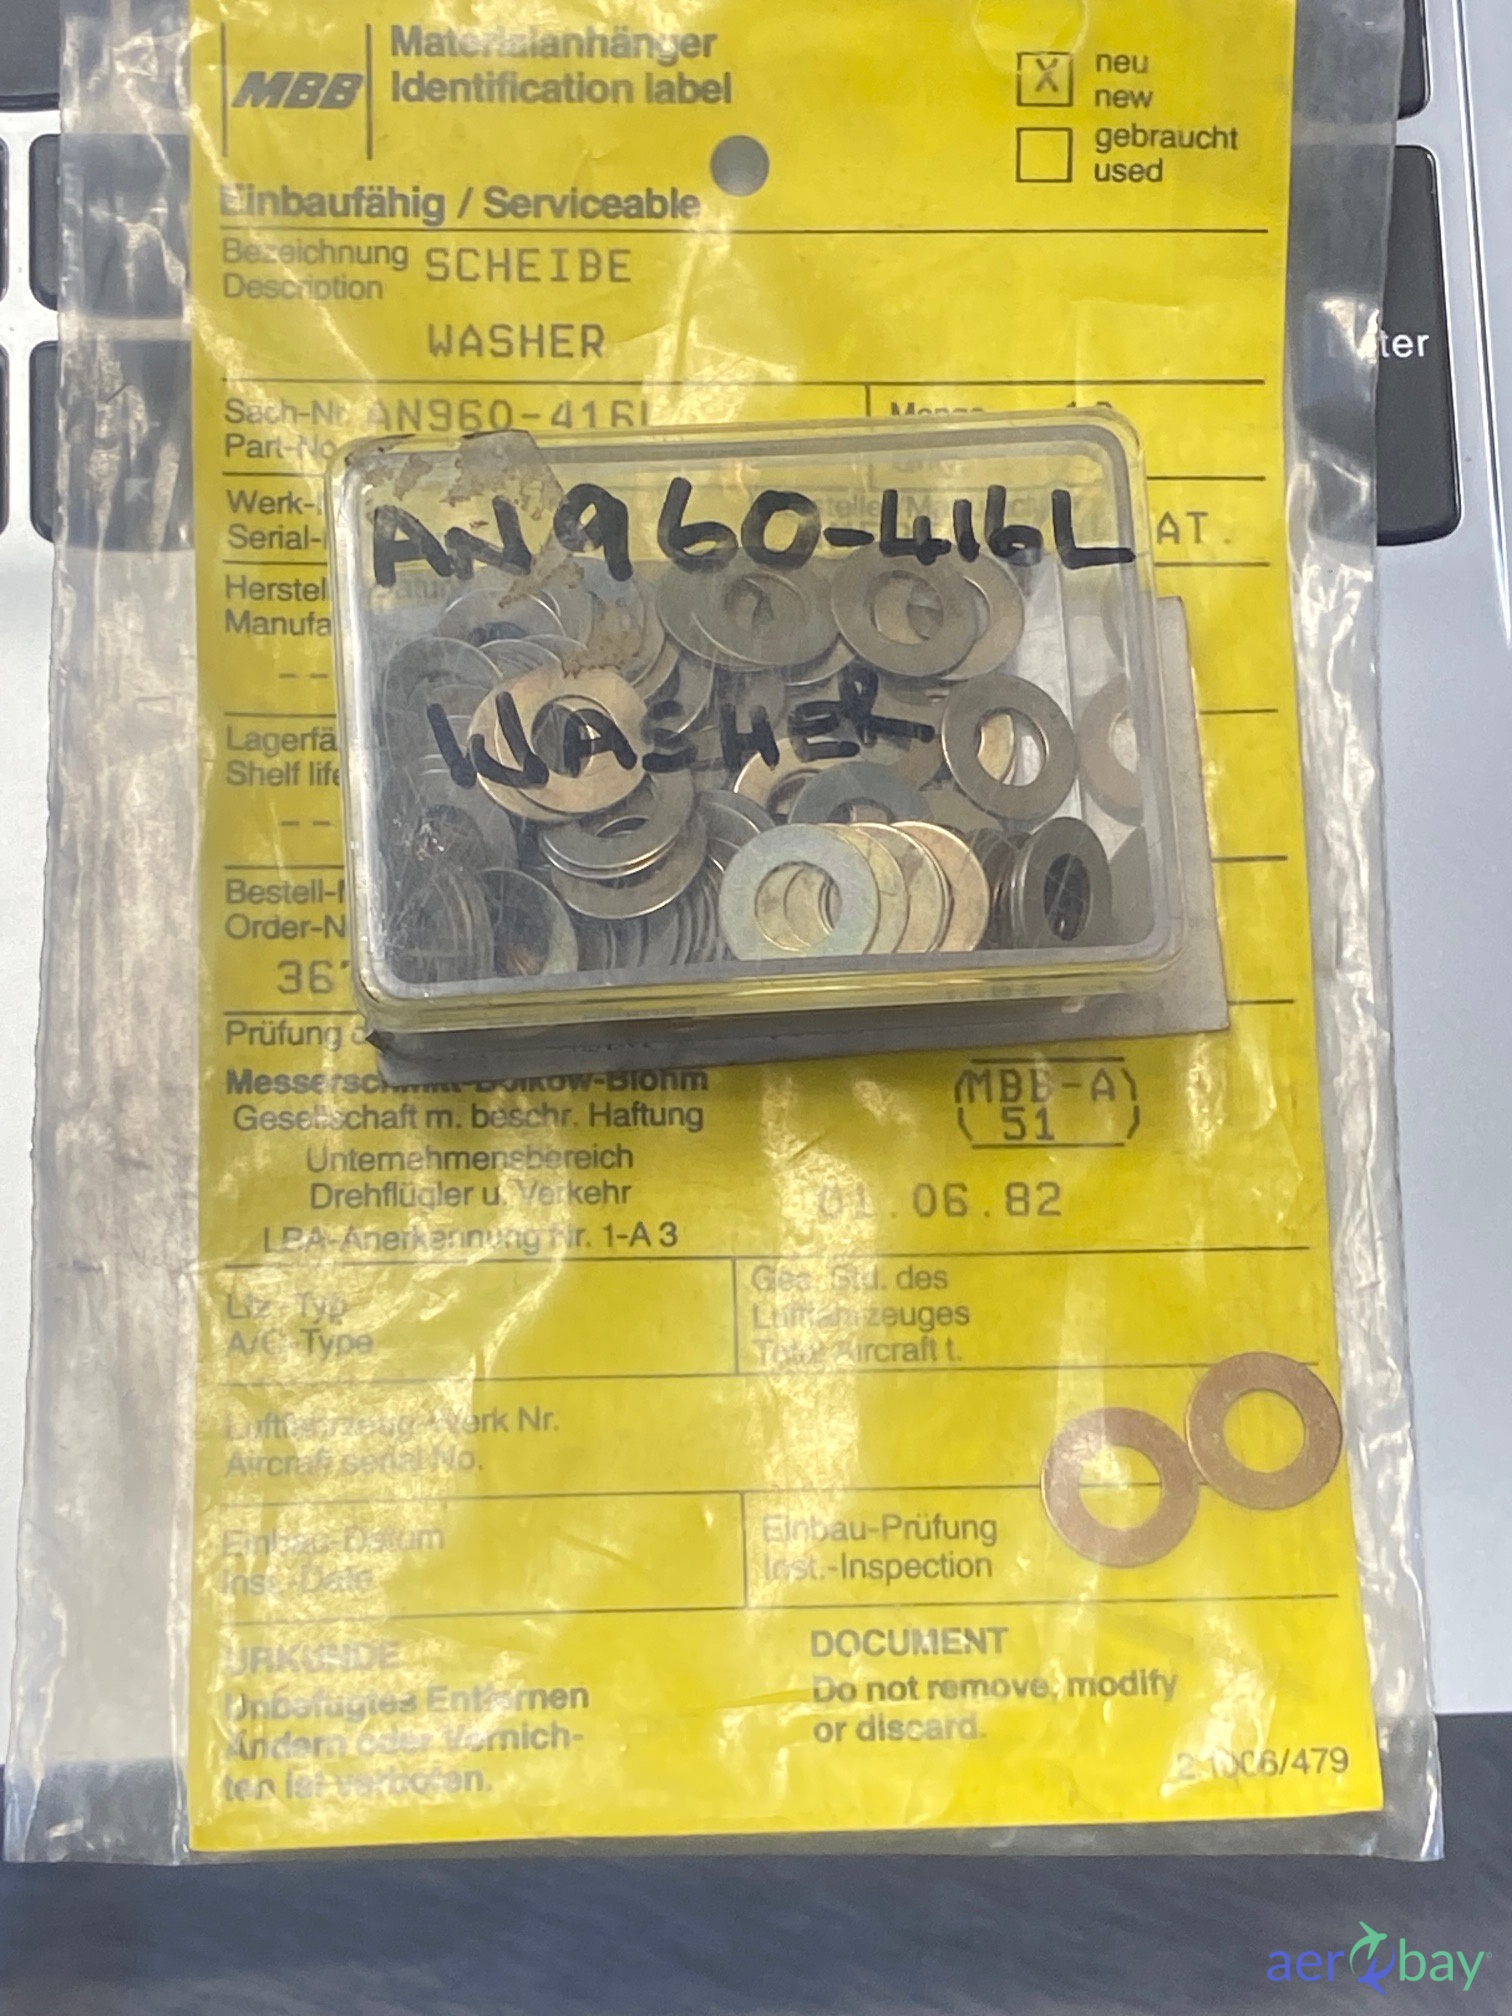 MBB
Materialanhänger
Identification label
X
neu
new
gebraucht
used
Einbaufähig / Serviceable
Bezeichnung
Description
SCHEIBE
WASHER
Sach-Nr.
Part-No
AN960-416L
Werk-
Serial-
AT.
AN960-416L
WASHER
Herstel
Manufa
--
Lagerfä
Shelf life
--
Bestell-
Order-N
36
Prüfung
Messerschmitt-Bölkow-Blohm
Gesellschaft m. beschr. Haftung
Unternehmensbereich
Drehflügler u. Verkehr
LBA-Anerkennung Nr. 1-A 3
MBB-A
51
01.06.82
Lfz-Typ
A/C-Type
Ges. Std. des
Luftfahrzeuges
Total Aircraft t.
Luftfahrzeug-Werk Nr.
Aircraft serial No.
Einbau-Datum
Inst.-Date
Einbau-Prüfung
Inst.-Inspection
URKUNDE
Unbefugtes Entfernen
Ändern oder Vernich-
ten ist verboten.
DOCUMENT
Do not remove, modify
or discard.
/479
ter
aerobay